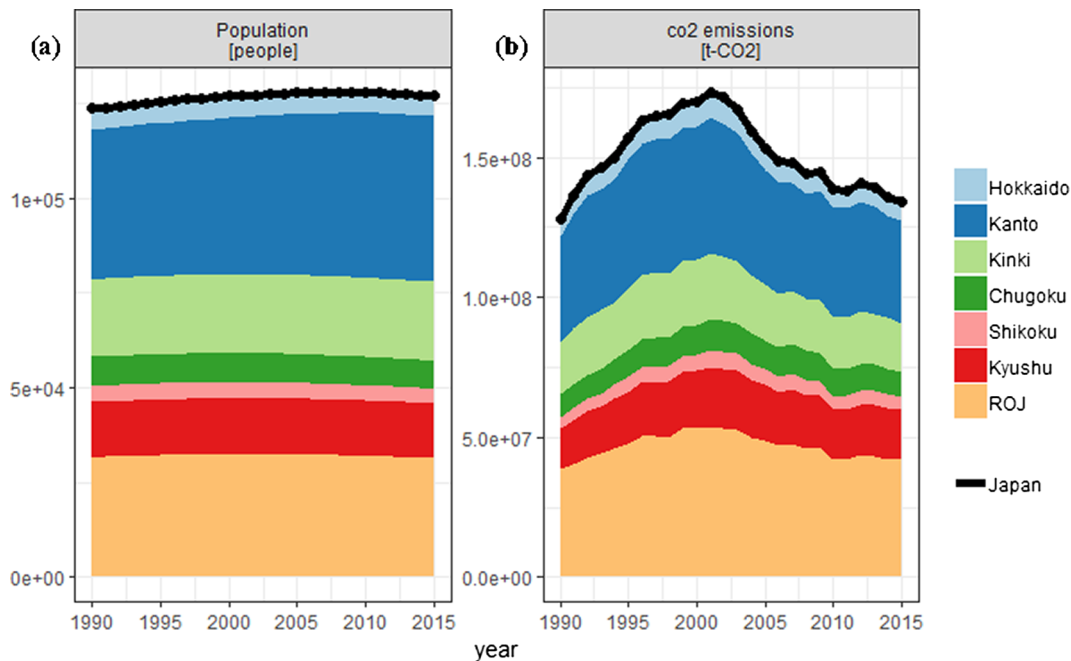 (a)
Population
[people]
1e+05
5e+04
0e+00
1990 1995 2000 2005 2010 2015
(b)
co2 emissions
[t-CO2]
1.5e+08
1.0e+08
5.0e+07
0.0e+00
1990 1995 2000 2005 2010 2015
year
Hokkaido
Kanto
Kinki
Chugoku
Shikoku
Kyushu
ROJ
Japan